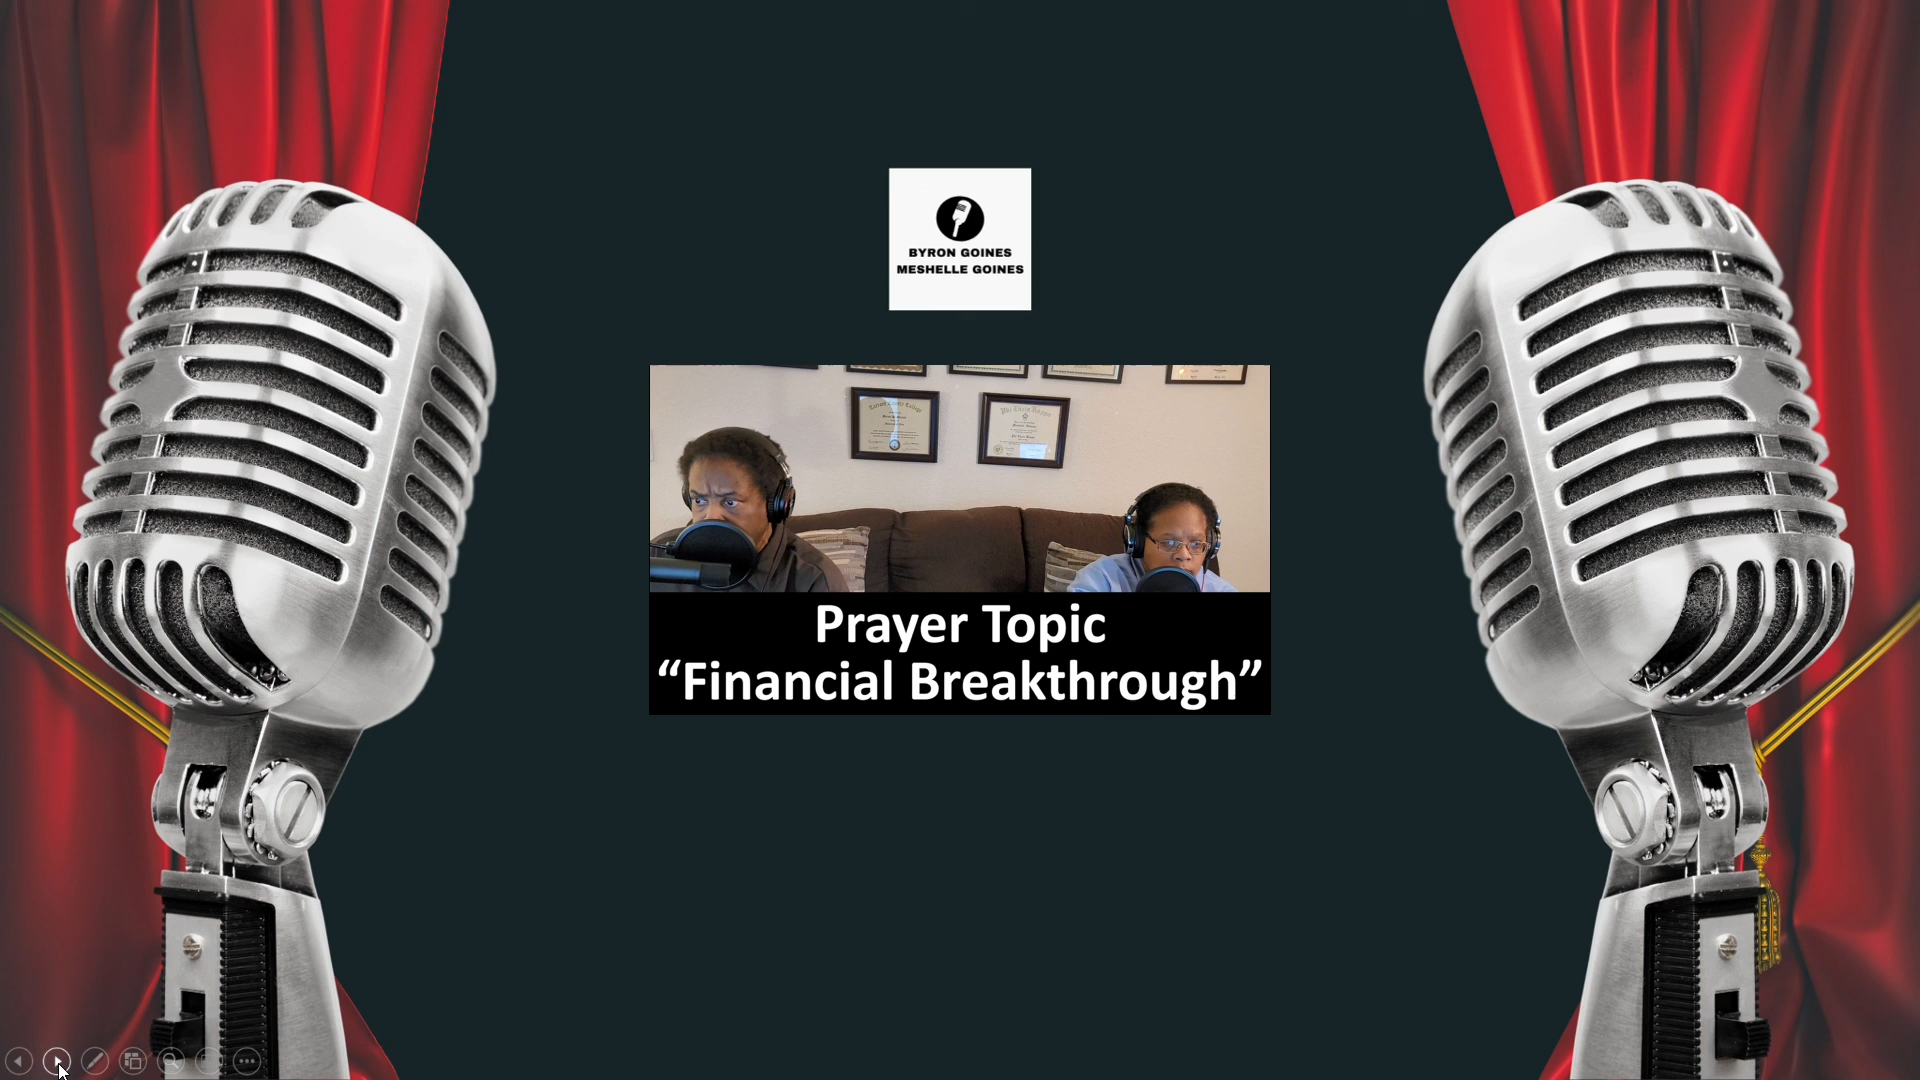 BYRON GOINES
MESHELLE GOINES
Prayer Topic
“Financial Breakthrough”